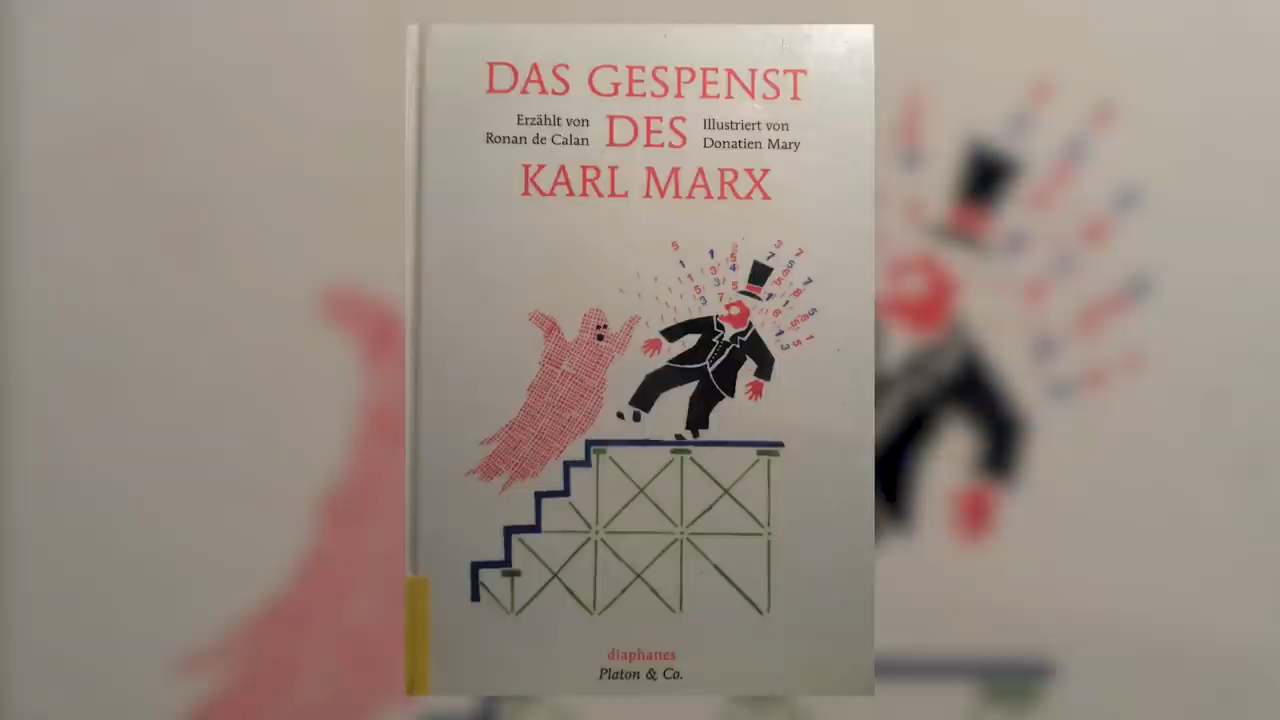 DAS GESPENST
Erzählt von
Ronan de Calan
DES
Illustriert von
Donatien Mary
KARL MARX
diaphanes
Platon & Co.